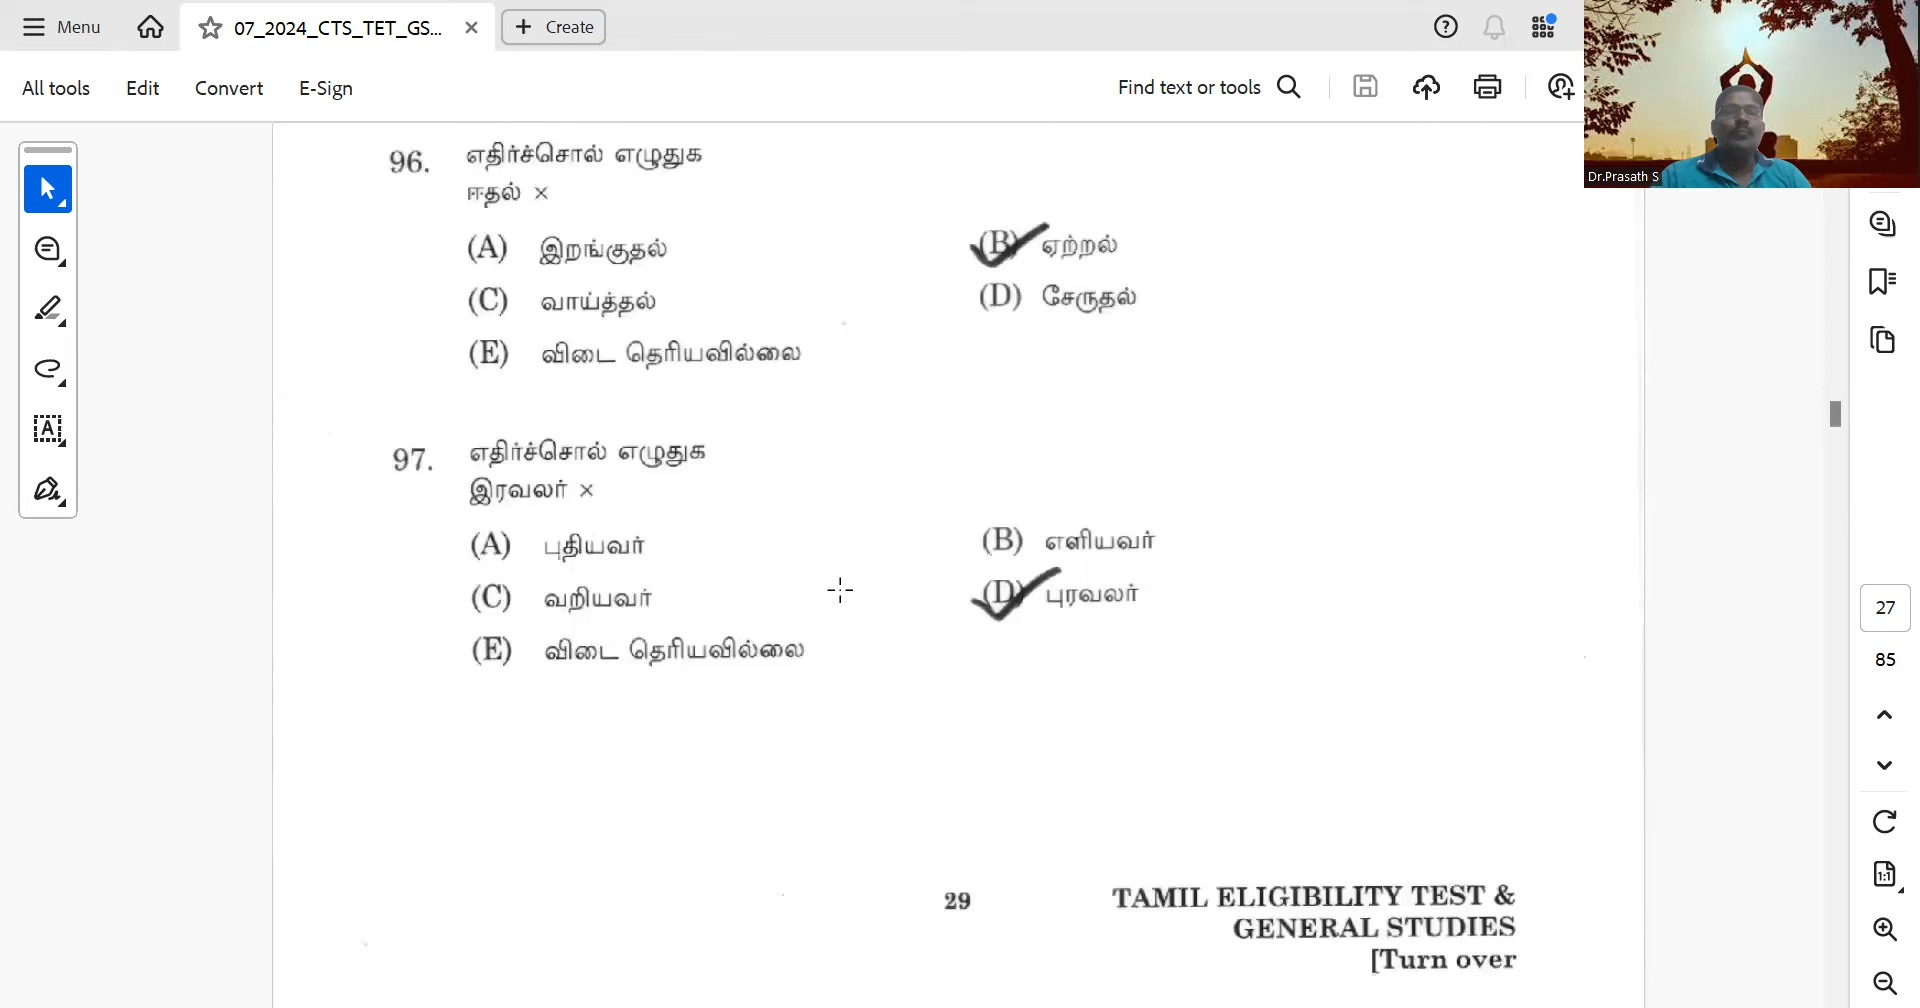 Menu
07_2024_CTS_TET_GS...
Create
All tools
Edit
Convert
E-Sign
Find text or tools
Dr.Prasath S
96. எதிர்ச்சொல் எழுதுக
ஈதல் ×
(A) இறங்குதல் (B) ஏற்றல்
(C) வாய்த்தல் (D) சேருதல்
(E) விடை தெரியவில்லை
97. எதிர்ச்சொல் எழுதுக
இரவலர் ×
(A) புதியவர் (B) எளியவர்
(C) வறியவர் (D) புரவலர்
(E) விடை தெரியவில்லை
27
85
29 TAMIL ELIGIBILITY TEST &
GENERAL STUDIES
[Turn over